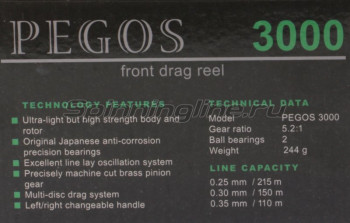 PEGOS 3000
front drag reel
TECHNOLOGY FEATURES
Ultra-light but high strength body and
rotor
Original Japanese anti-corrosion
precision bearings
Excellent line lay oscillation system
Precisely machine cut brass pinion
gear
Multi-disc drag system
Left/right changeable handle
TECHNICAL DATA
Model PEGOS 3000
Gear ratio 5.2:1
Ball bearings 2
Weight 244 g
LINE CAPACITY
0.25 mm / 215 m
0.30 mm / 150 m
0.35 mm / 110 m
Spinningline.ru